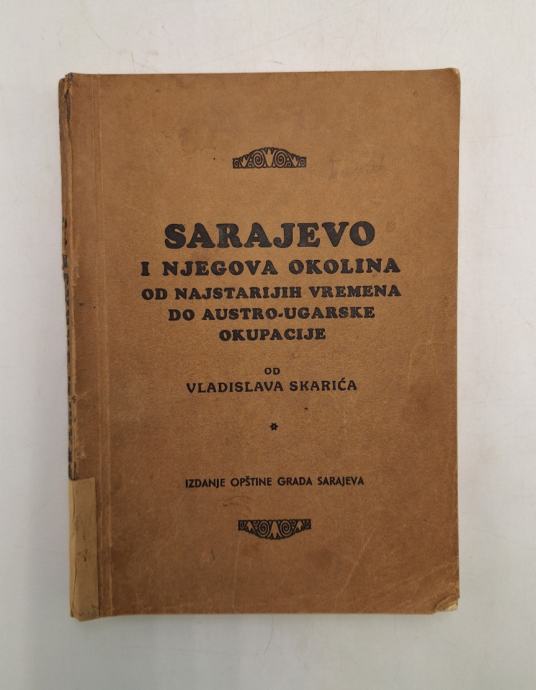 SARAJEVO
I NJEGOVA OKOLINA
OD NAJSTARIJIH VREMENA
DO AUSTRO-UGARSKE
OKUPACIJE
OD
VLADISLAVA SKARIĆA
IZDANJE OPŠTINE GRADA SARAJEVA